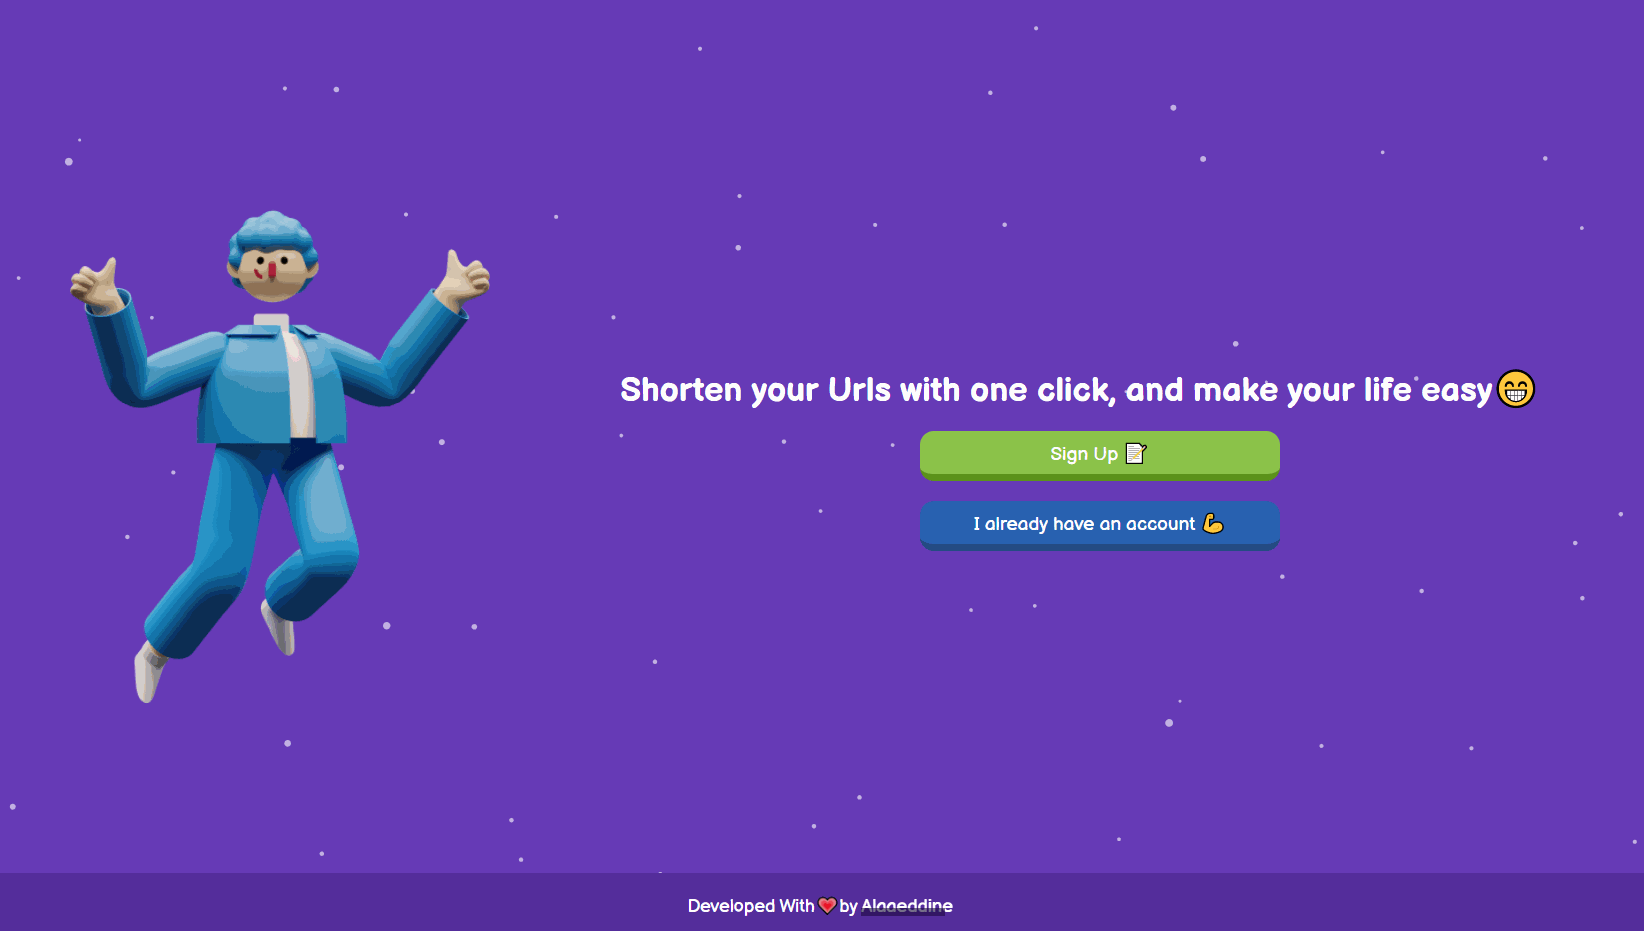 Shorten your Urls with one click, and make your life easy😁
Sign Up 📝
I already have an account 💪
Developed With ❤️ by Alaaeddine